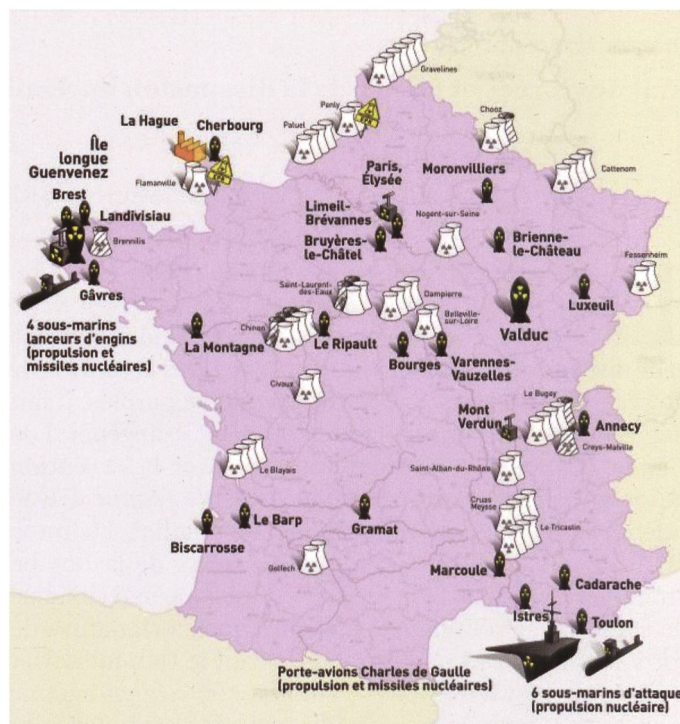 Gravelines
Penly
Paluel
Chooz
La Hague
Cherbourg
Flamanville
Cattenom
Île
longue
Guenvenez
Paris,
Élysée
Moronvilliers
Brest
Landivisiau
Brennilis
Limeil-
Brévannes
Nogent-sur-Seine
Bruyères-
le-Châtel
Brienne-
le-Château
Fessenheim
Gâvres
Saint-Laurent-
des-Eaux
Dampierre
Luxeuil
4 sous-marins
lanceurs d'engins
(propulsion et
missiles nucléaires)
La Montagne
Chinon
Le Ripault
Belleville-
sur-Loire
Valduc
Bourges
Varennes-
Vauzelles
Civaux
Le Bugey
Mont
Verdun
Annecy
Creys-Malville
Le Blayais
Saint-Alban-du-Rhône
Cruas
Meysse
Le Barp
Gramat
Le Tricastin
Biscarrosse
Golfech
Marcoule
Cadarache
Istres
Toulon
Porte-avions Charles de Gaulle
(propulsion et missiles nucléaires)
6 sous-marins d'attaque
(propulsion nucléaire)